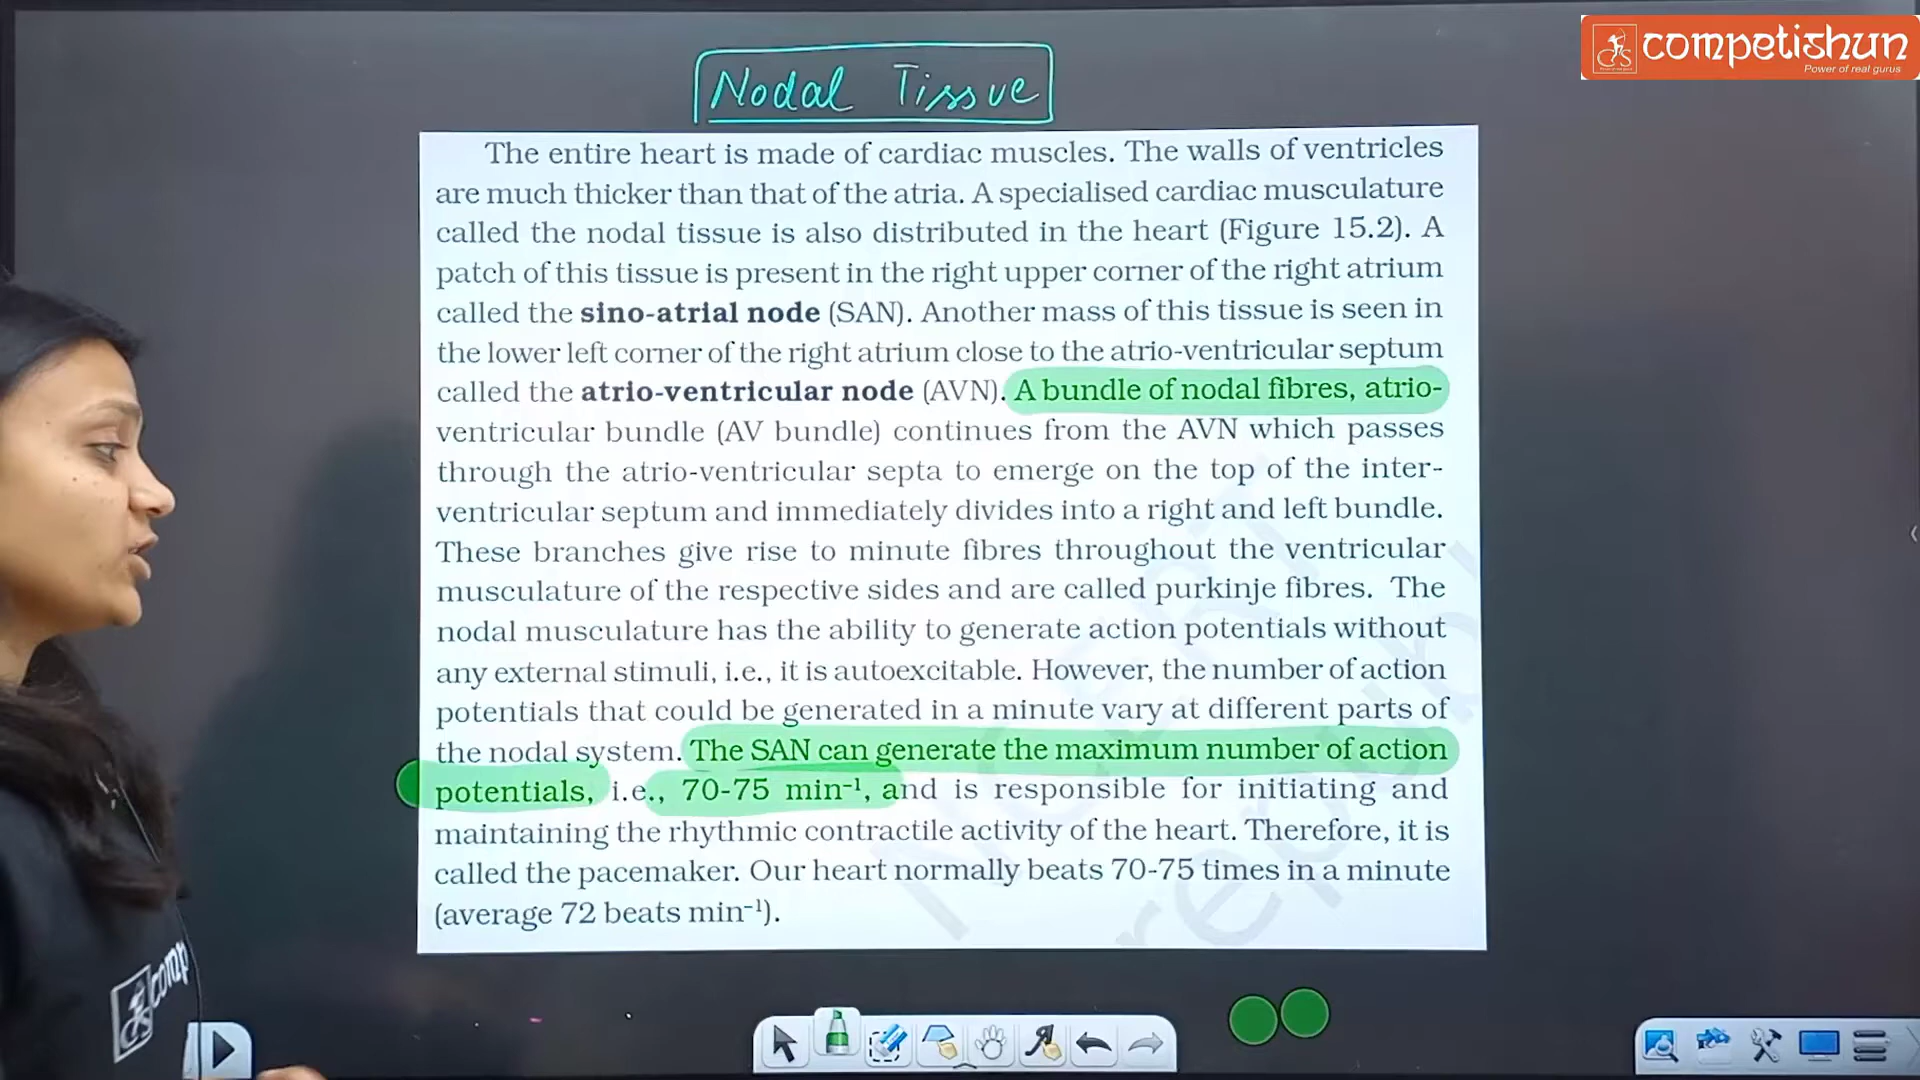 competishun
Power of real gurus
Nodal Tissue
The entire heart is made of cardiac muscles. The walls of ventricles
are much thicker than that of the atria. A specialised cardiac musculature
called the nodal tissue is also distributed in the heart (Figure 15.2). A
patch of this tissue is present in the right upper corner of the right atrium
called the sino-atrial node (SAN). Another mass of this tissue is seen in
the lower left corner of the right atrium close to the atrio-ventricular septum
called the atrio-ventricular node (AVN). A bundle of nodal fibres, atrio-
ventricular bundle (AV bundle) continues from the AVN which passes
through the atrio-ventricular septa to emerge on the top of the inter-
ventricular septum and immediately divides into a right and left bundle.
These branches give rise to minute fibres throughout the ventricular
musculature of the respective sides and are called purkinje fibres. The
nodal musculature has the ability to generate action potentials without
any external stimuli, i.e., it is autoexcitable. However, the number of action
potentials that could be generated in a minute vary at different parts of
the nodal system. The SAN can generate the maximum number of action
potentials, i.e., 70-75 min⁻¹, and is responsible for initiating and
maintaining the rhythmic contractile activity of the heart. Therefore, it is
called the pacemaker. Our heart normally beats 70-75 times in a minute
(average 72 beats min⁻¹).
comp